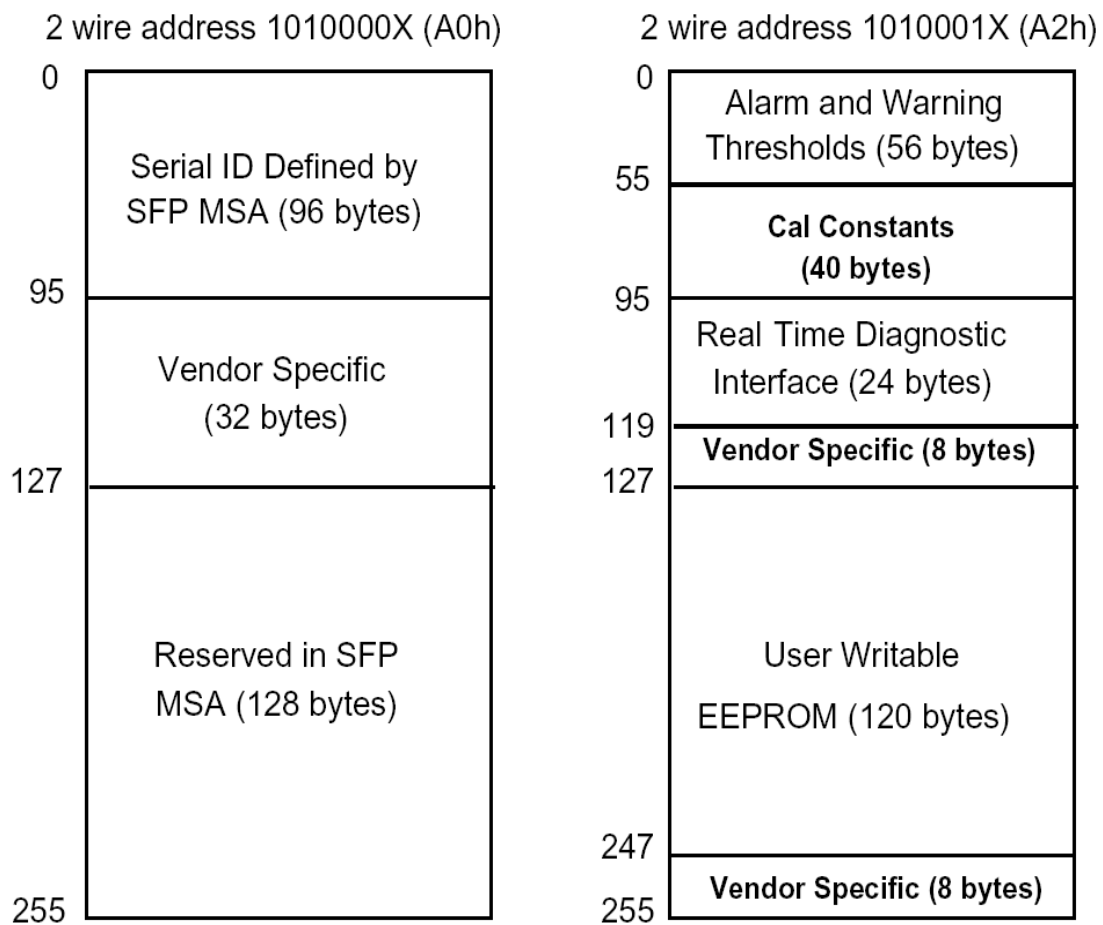 2 wire address 1010000X (A0h)
0
Serial ID Defined by
SFP MSA (96 bytes)
95
Vendor Specific
(32 bytes)
127
Reserved in SFP
MSA (128 bytes)
255
2 wire address 1010001X (A2h)
0
Alarm and Warning
Thresholds (56 bytes)
55
Cal Constants
(40 bytes)
95
Real Time Diagnostic
Interface (24 bytes)
119
Vendor Specific (8 bytes)
127
User Writable
EEPROM (120 bytes)
247
Vendor Specific (8 bytes)
255